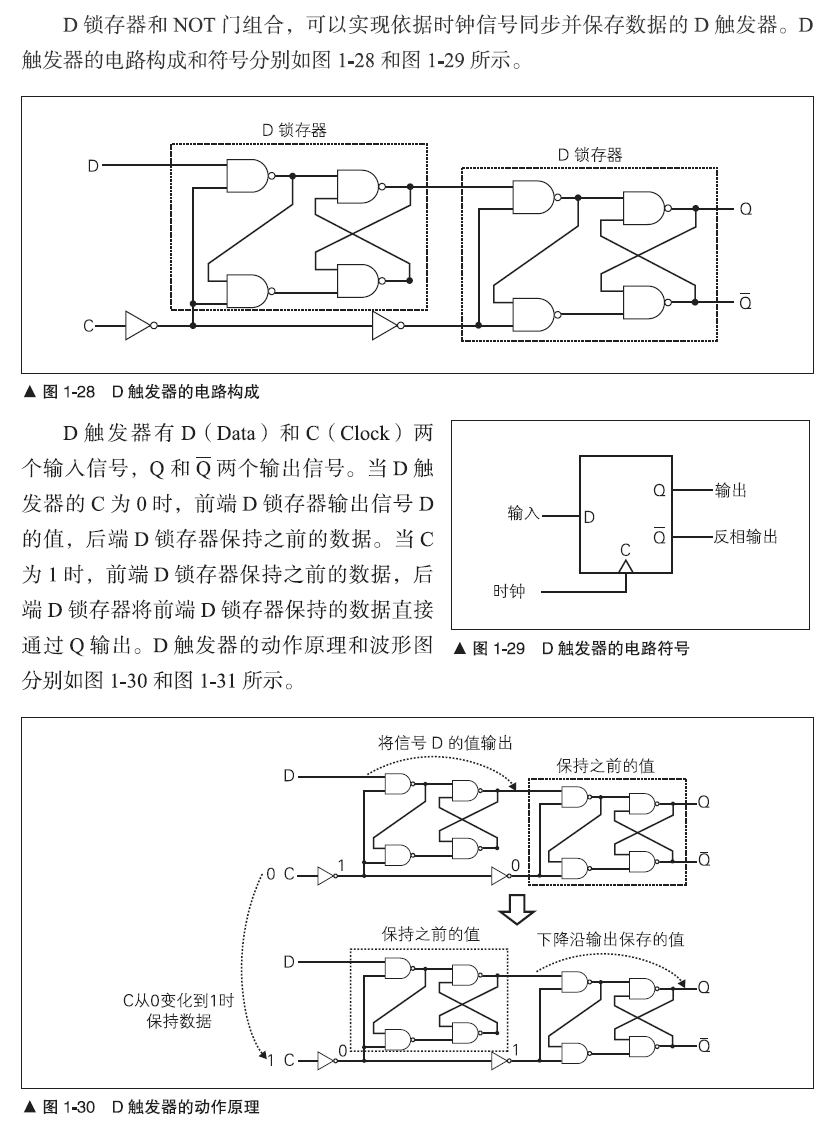 D 锁存器和 NOT 门组合，可以实现依据时钟信号同步并保存数据的 D 触发器。D
触发器的电路构成和符号分别如图 1-28 和图 1-29 所示。
D 锁存器
D 锁存器
D
Q
C
Q̅
▲ 图 1-28 D 触发器的电路构成
D 触发器有 D（Data）和 C（Clock）两
个输入信号，Q 和 Q̅ 两个输出信号。当 D 触
发器的 C 为 0 时，前端 D 锁存器输出信号 D
的值，后端 D 锁存器保持之前的数据。当 C
为 1 时，前端 D 锁存器保持之前的数据，后
端 D 锁存器将前端 D 锁存器保持的数据直接
通过 Q 输出。D 触发器的动作原理和波形图
分别如图 1-30 和图 1-31 所示。
Q 输出
输入 D
Q̅ 反相输出
C
时钟
▲ 图 1-29 D 触发器的电路符号
将信号 D 的值输出
保持之前的值
D
Q
Q̅
0 C 1 0
保持之前的值
下降沿输出保存的值
D
Q
C从0变化到1时
保持数据
Q̅
1 C 0 1
▲ 图 1-30 D 触发器的动作原理